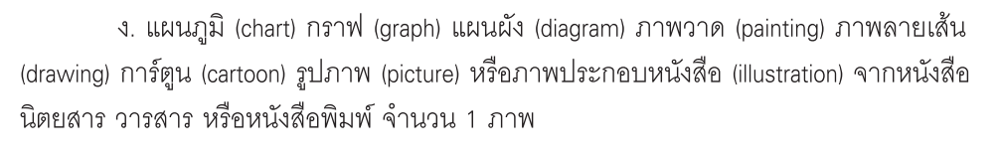 ง. แผนภูมิ (chart) กราฟ (graph) แผนผัง (diagram) ภาพวาด (painting) ภาพลายเส้น
(drawing) การ์ตูน (cartoon) รูปภาพ (picture) หรือภาพประกอบหนังสือ (illustration) จากหนังสือ
นิตยสาร วารสาร หรือหนังสือพิมพ์ จำนวน 1 ภาพ